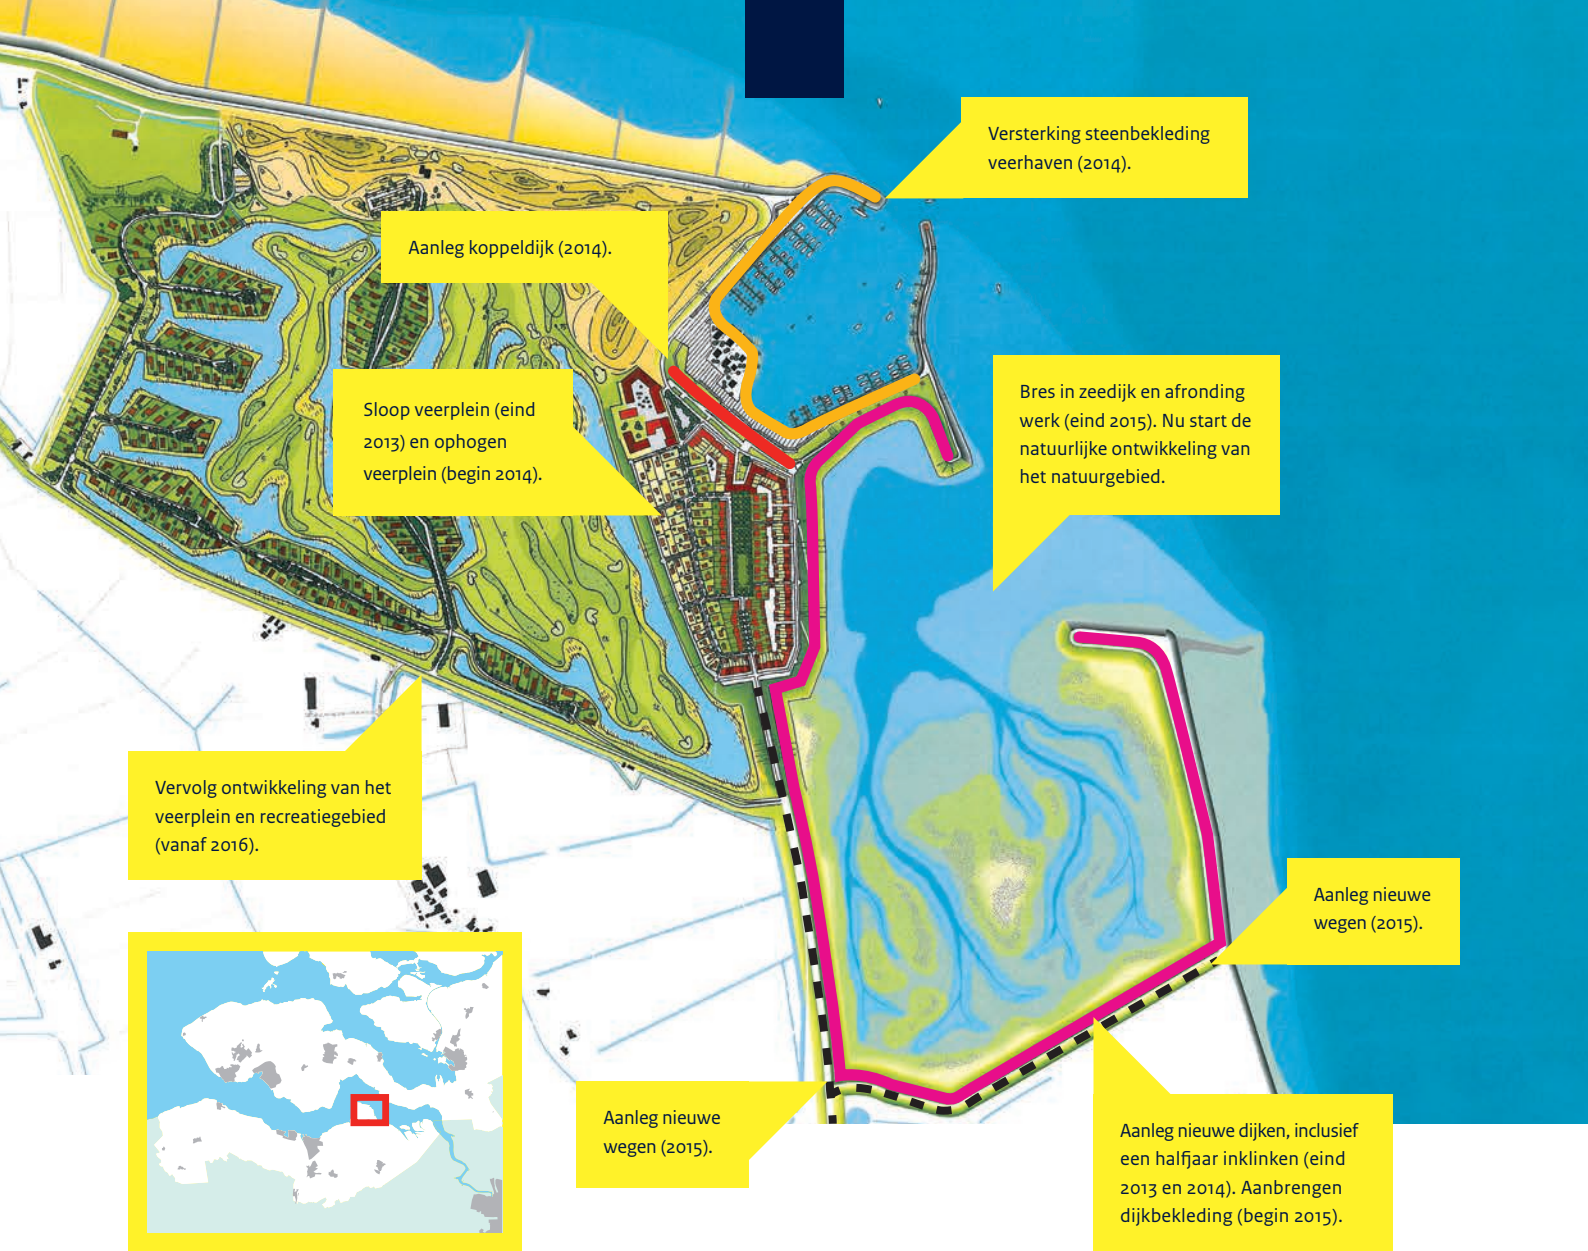 Versterking steenbekleding
veerhaven (2014).
Aanleg koppeldijk (2014).
Sloop veerplein (eind
2013) en ophogen
veerplein (begin 2014).
Bres in zeedijk en afronding
werk (eind 2015). Nu start de
natuurlijke ontwikkeling van
het natuurgebied.
Vervolg ontwikkeling van het
veerplein en recreatiegebied
(vanaf 2016).
Aanleg nieuwe
wegen (2015).
Aanleg nieuwe
wegen (2015).
Aanleg nieuwe dijken, inclusief
een halfjaar inklinken (eind
2013 en 2014). Aanbrengen
dijkbekleding (begin 2015).